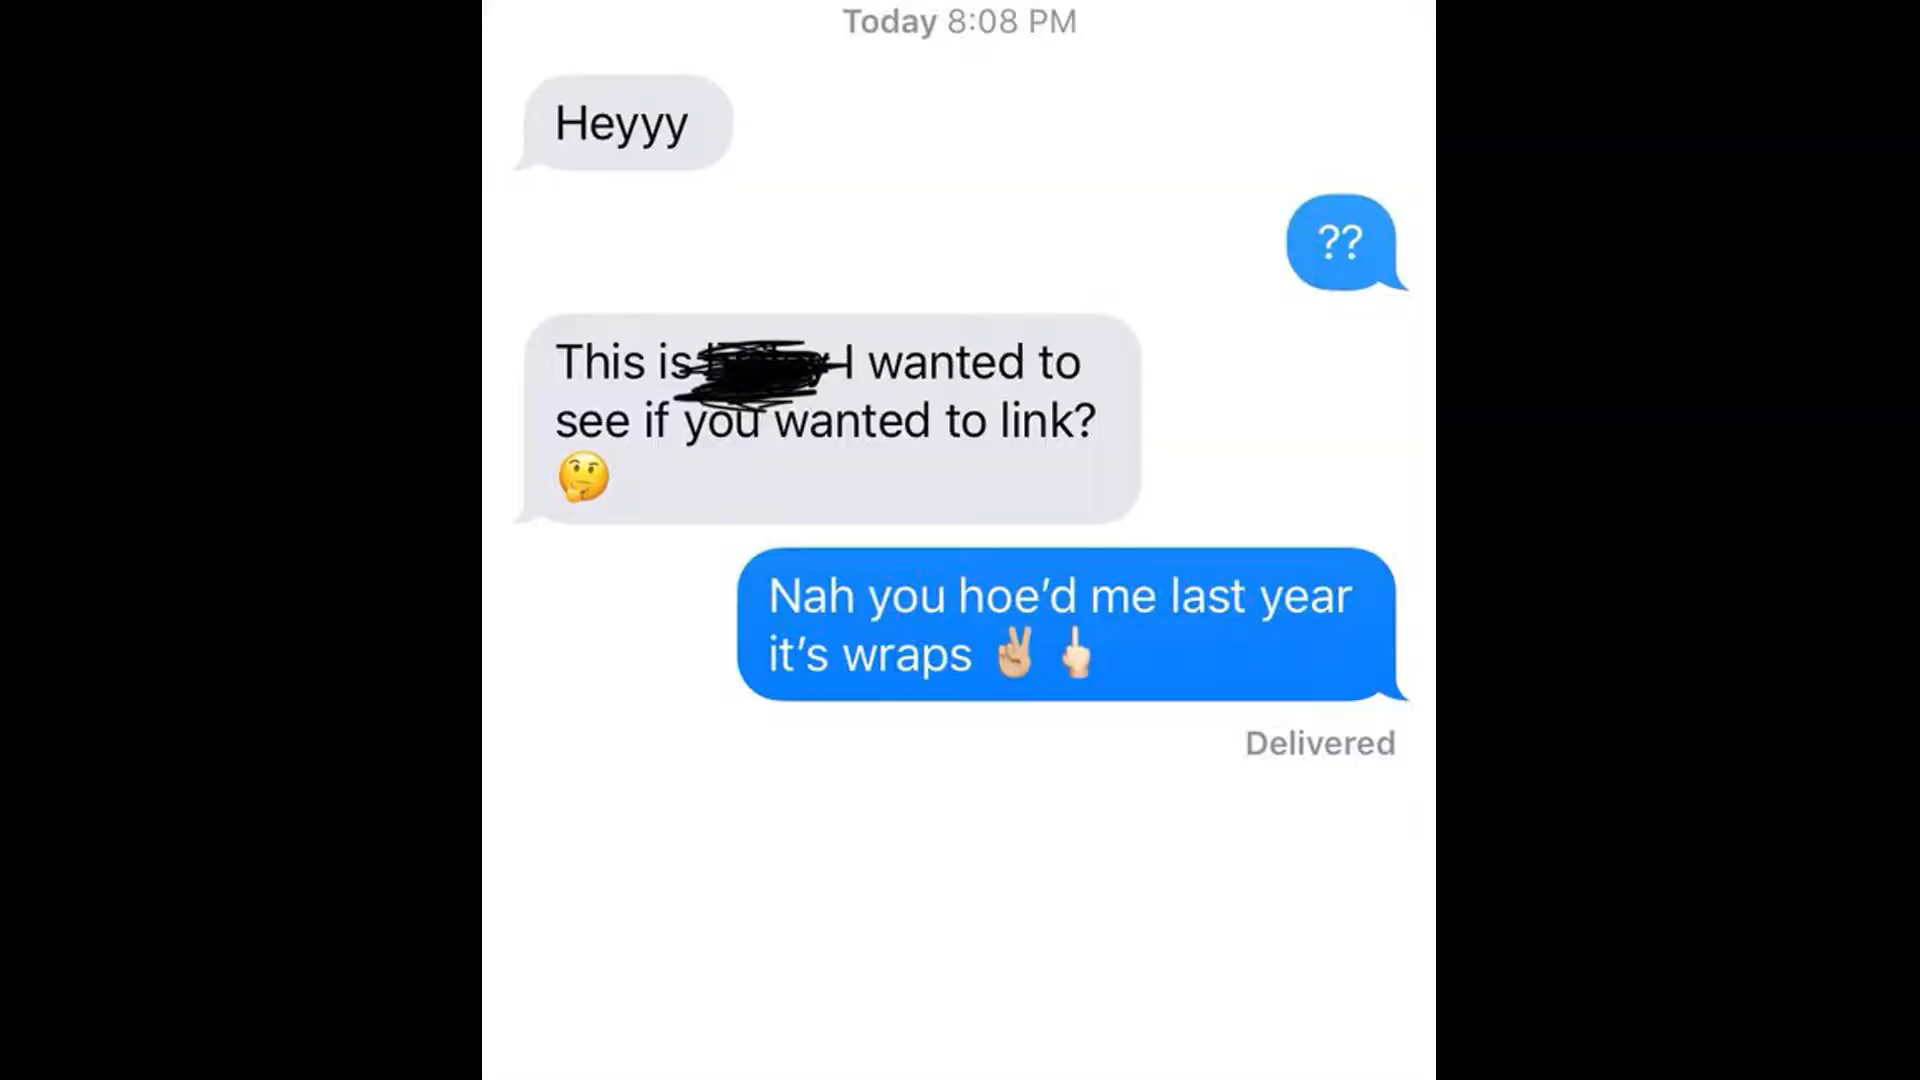 Today 8:08 PM
Heyyy
??
This is I wanted to
see if you wanted to link?
🤔
Nah you hoe’d me last year
it’s wraps ✌🏼 🖕🏻
Delivered